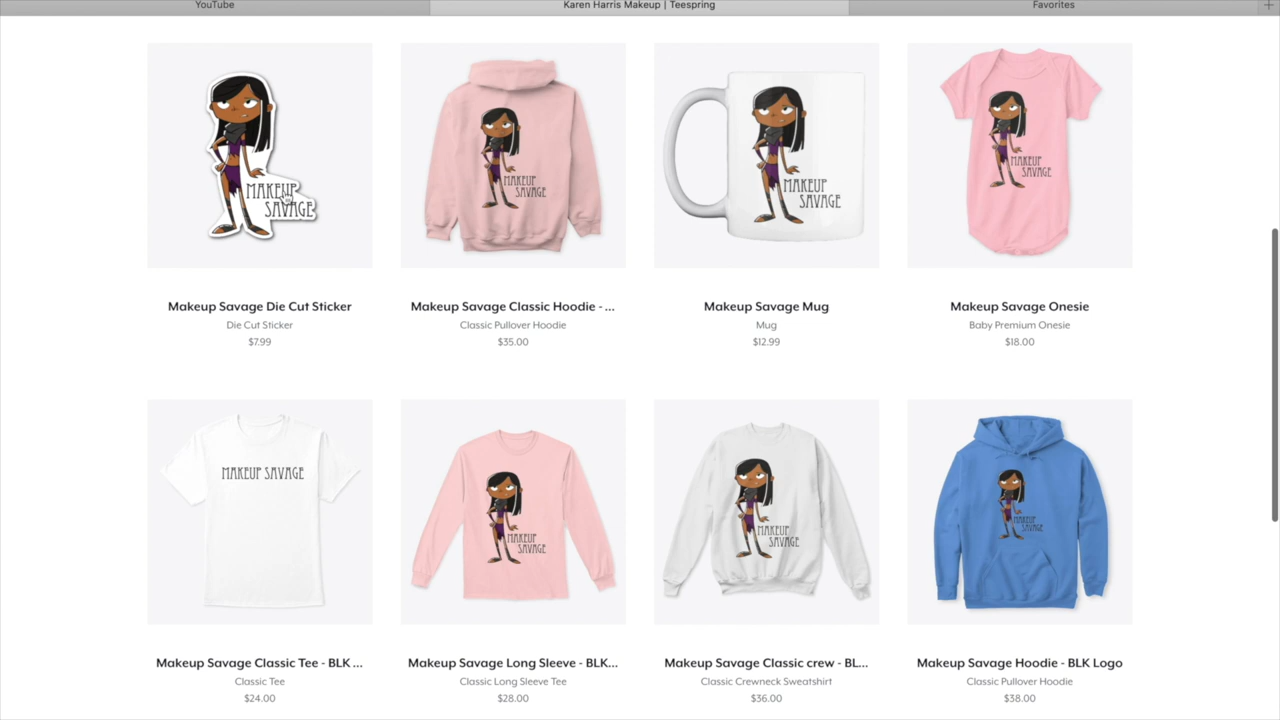 YouTube
Karen Harris Makeup | Teespring
Favorites
MAKEUP
SAVAGE
MAKEUP
SAVAGE
MAKEUP
SAVAGE
MAKEUP
SAVAGE
Makeup Savage Die Cut Sticker
Makeup Savage Classic Hoodie - ...
Makeup Savage Mug
Makeup Savage Onesie
Die Cut Sticker
Classic Pullover Hoodie
Mug
Baby Premium Onesie
$7.99
$35.00
$12.99
$18.00
MAKEUP SAVAGE
MAKEUP
SAVAGE
MAKEUP
SAVAGE
MAKEUP
SAVAGE
Makeup Savage Classic Tee - BLK ...
Makeup Savage Long Sleeve - BLK...
Makeup Savage Classic crew - BL...
Makeup Savage Hoodie - BLK Logo
Classic Tee
Classic Long Sleeve Tee
Classic Crewneck Sweatshirt
Classic Pullover Hoodie
$24.00
$28.00
$36.00
$38.00